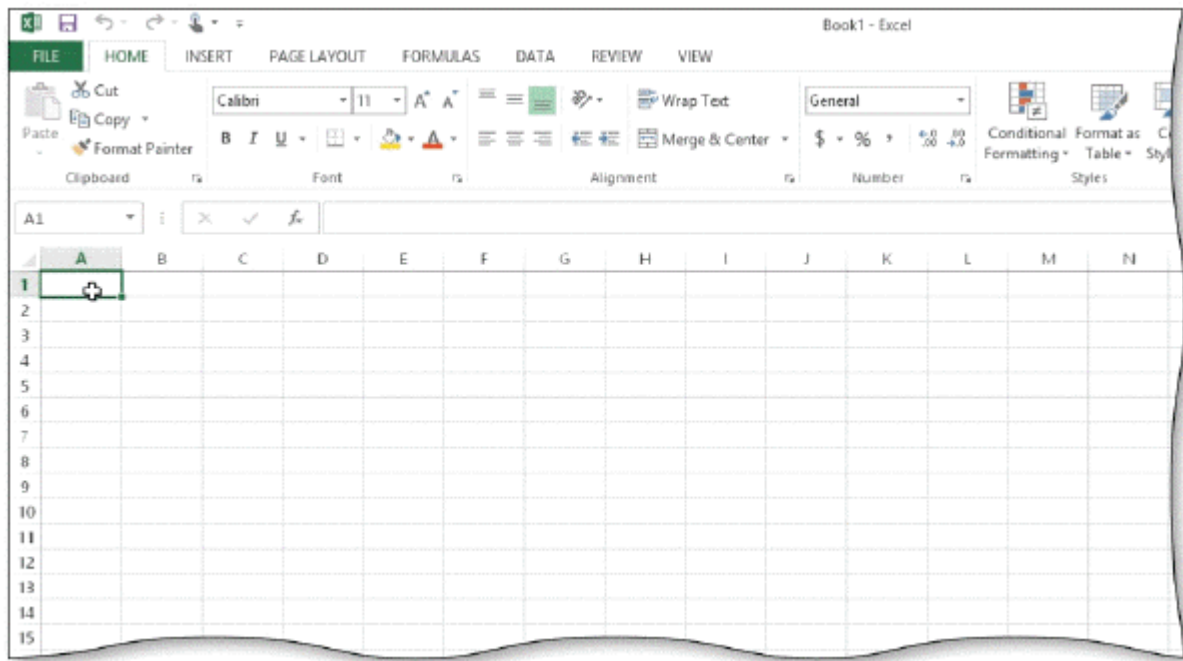 Book1 - Excel
FILE HOME INSERT PAGE LAYOUT FORMULAS DATA REVIEW VIEW
Cut
Copy
Paste
Format Painter
Clipboard
Calibri 11
B I U
Font
Wrap Text
Merge & Center
Alignment
General
$ % ,
Number
Conditional Formatting
Format as Table
Styles
A1 fx
A B C D E F G H I J K L M N
1
2
3
4
5
6
7
8
9
10
11
12
13
14
15